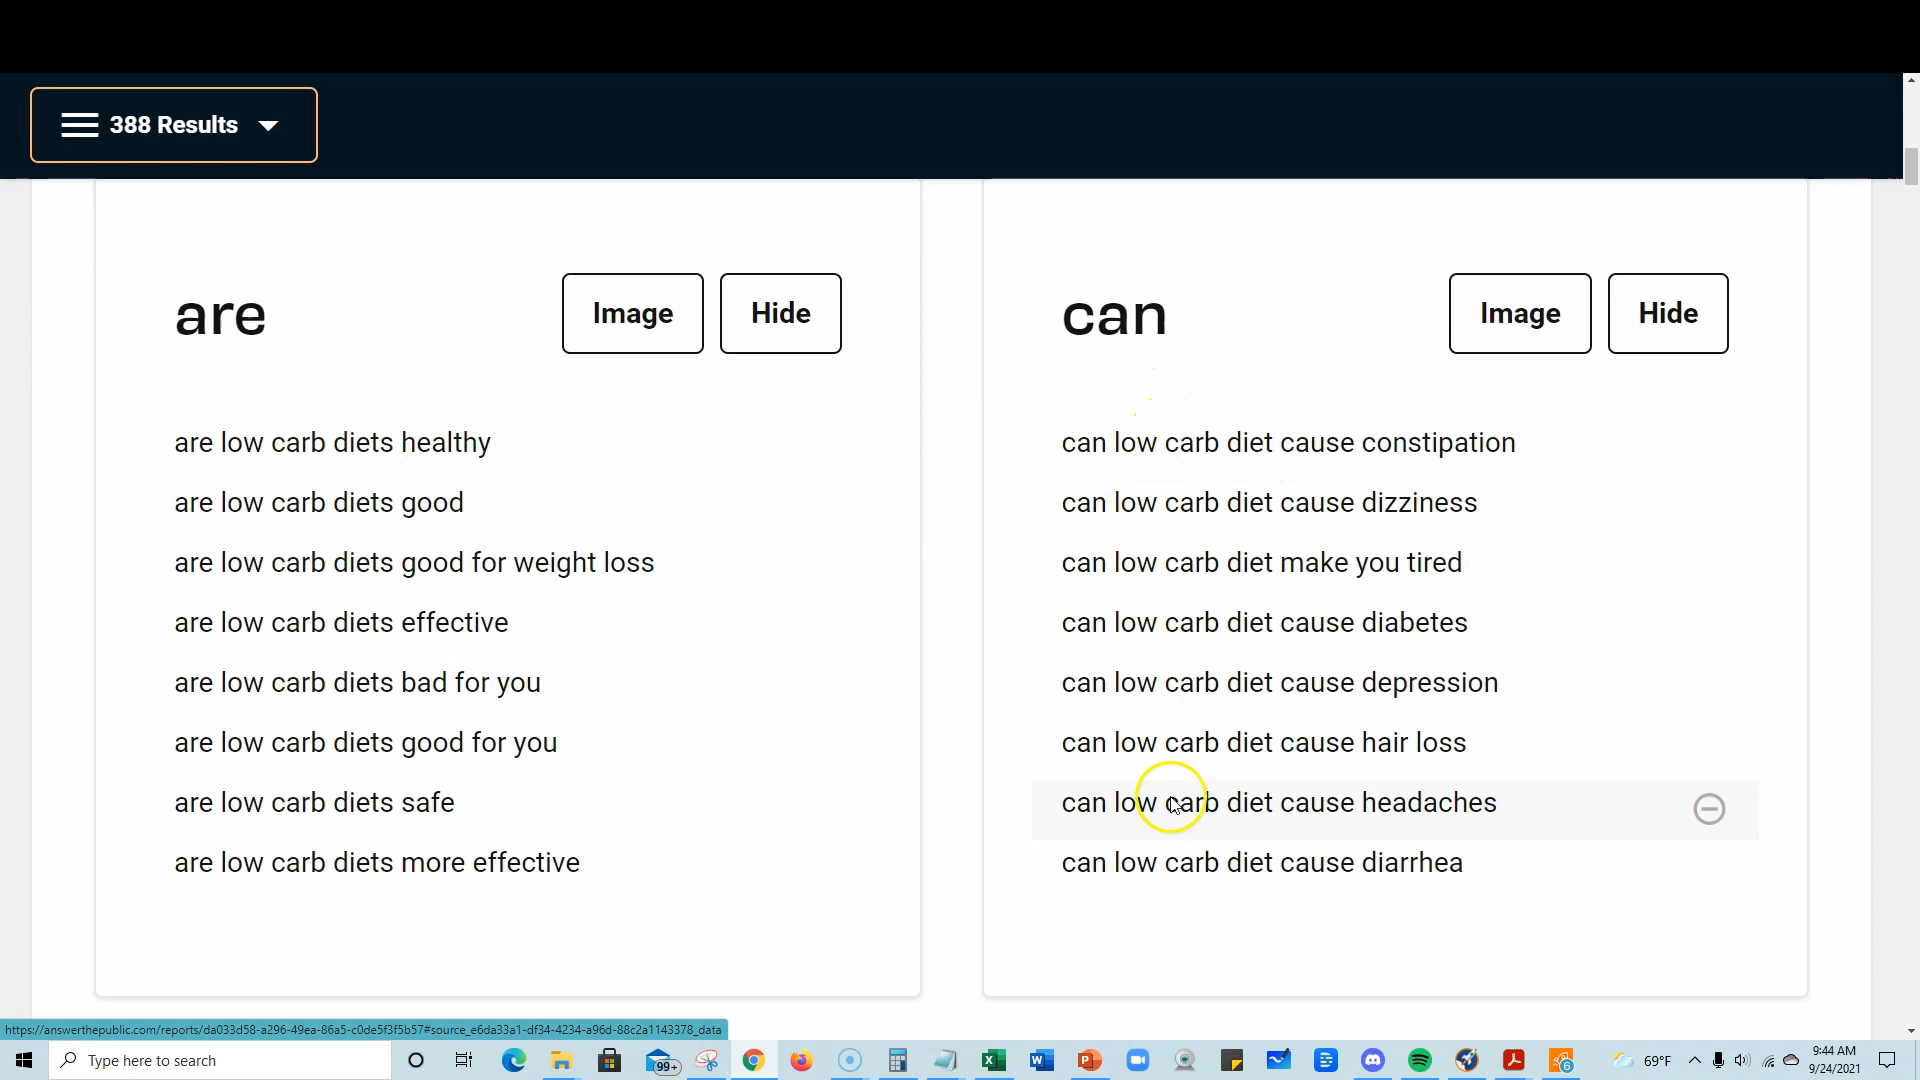 388 Results
are
Image
Hide
are low carb diets healthy
are low carb diets good
are low carb diets good for weight loss
are low carb diets effective
are low carb diets bad for you
are low carb diets good for you
are low carb diets safe
are low carb diets more effective
can
Image
Hide
can low carb diet cause constipation
can low carb diet cause dizziness
can low carb diet make you tired
can low carb diet cause diabetes
can low carb diet cause depression
can low carb diet cause hair loss
can low carb diet cause headaches
can low carb diet cause diarrhea
https://answerthepublic.com/reports/da033d58-a296-49ea-86a5-c0de5f3f5b57#source_e6da33a1-df34-4234-a96d-88c2a1143378_data
Type here to search
99+
6
69°F
9:44 AM
9/24/2021